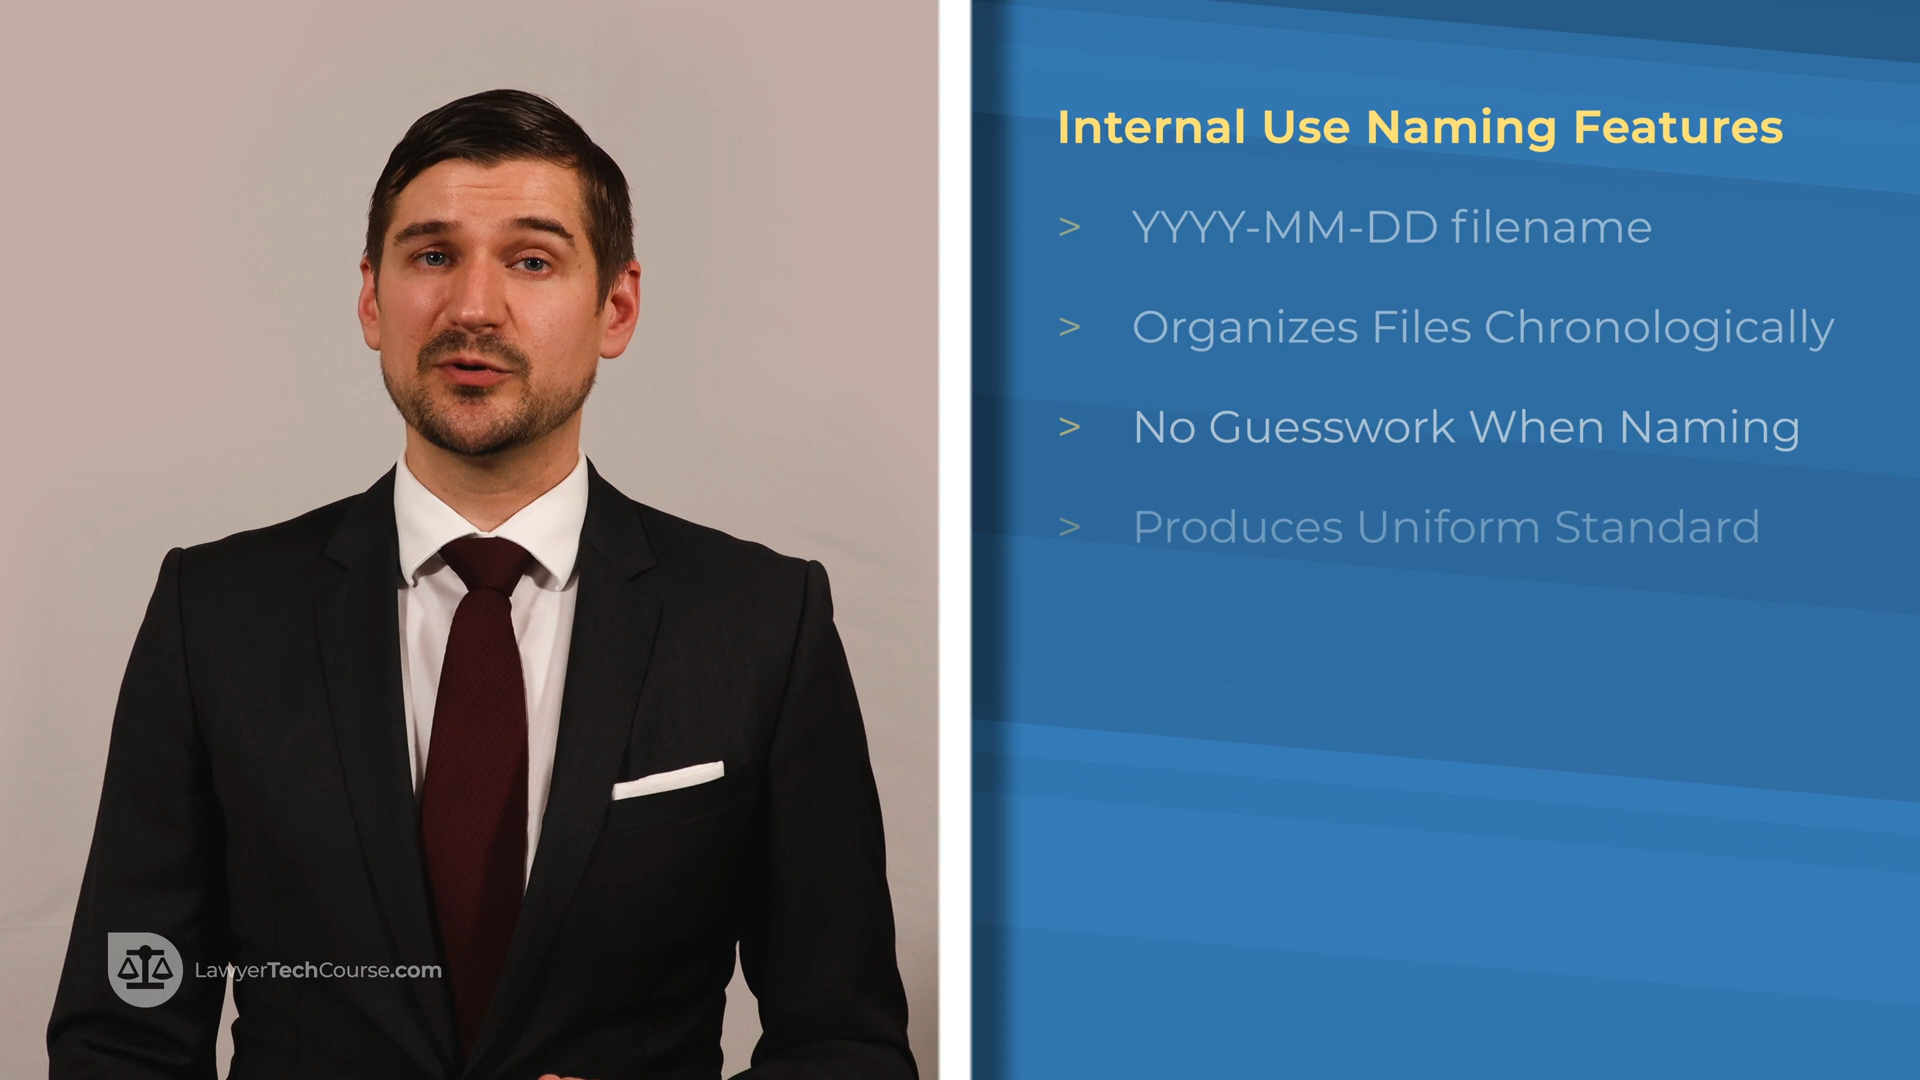 Internal Use Naming Features
> YYYY-MM-DD filename
> Organizes Files Chronologically
> No Guesswork When Naming
> Produces Uniform Standard
LawyerTechCourse.com